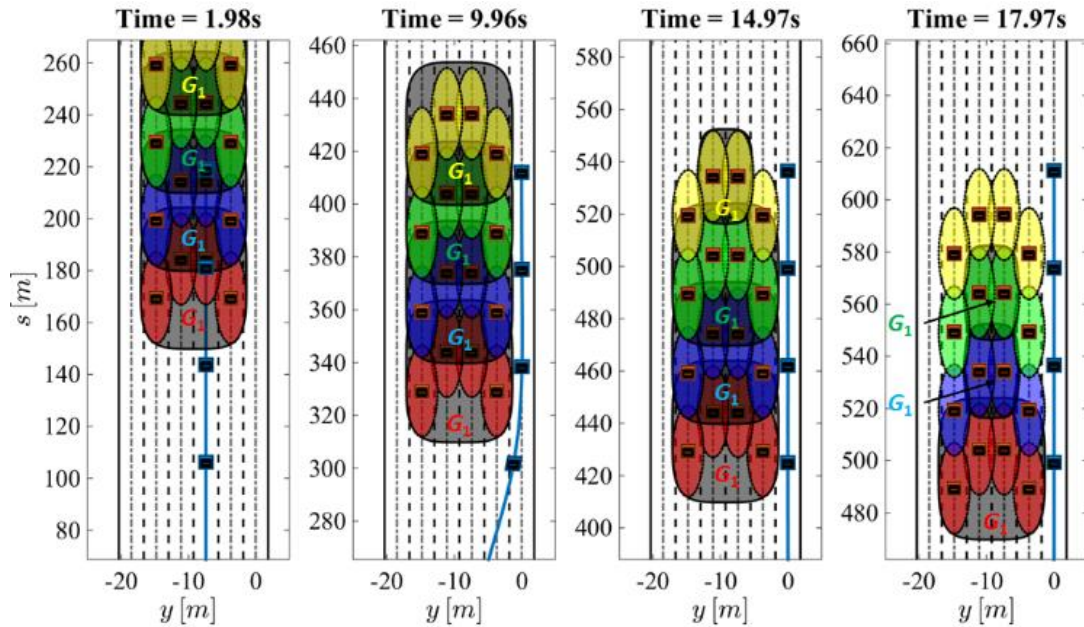 Time = 1.98s
Time = 9.96s
Time = 14.97s
Time = 17.97s
s [m]
260
240
220
200
180
160
140
120
100
80
G1
G1
G1
G1
-20
-10
0
y [m]
460
440
420
400
380
360
340
320
300
280
G1
G1
G1
G1
-20
-10
0
y [m]
580
560
540
520
500
480
460
440
420
400
G1
G1
G1
G1
-20
-10
0
y [m]
660
640
620
600
580
560
540
520
500
480
G1
G1
G1
-20
-10
0
y [m]